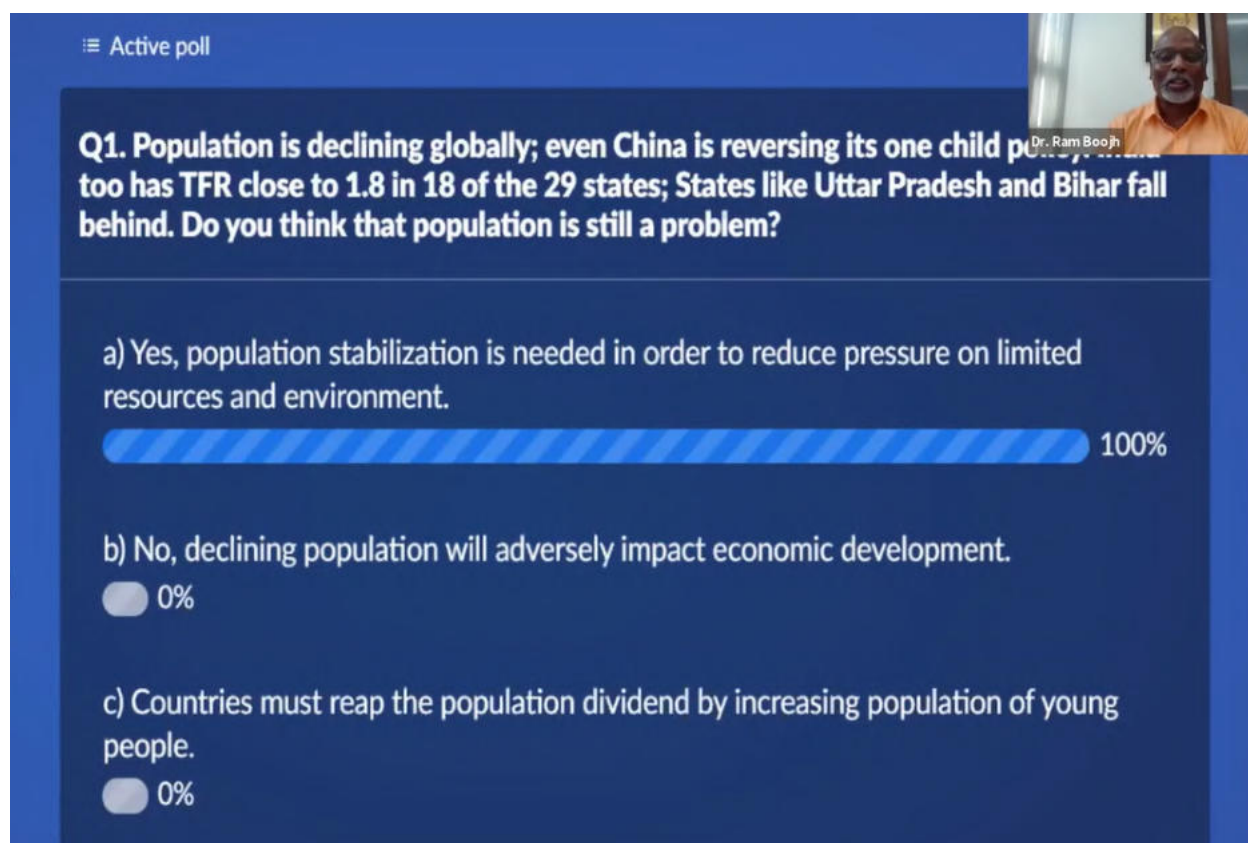 Active poll
Dr. Ram Boojh
Q1. Population is declining globally; even China is reversing its one child
too has TFR close to 1.8 in 18 of the 29 states; States like Uttar Pradesh and Bihar fall
behind. Do you think that population is still a problem?
a) Yes, population stabilization is needed in order to reduce pressure on limited
resources and environment.
100%
b) No, declining population will adversely impact economic development.
0%
c) Countries must reap the population dividend by increasing population of young
people.
0%